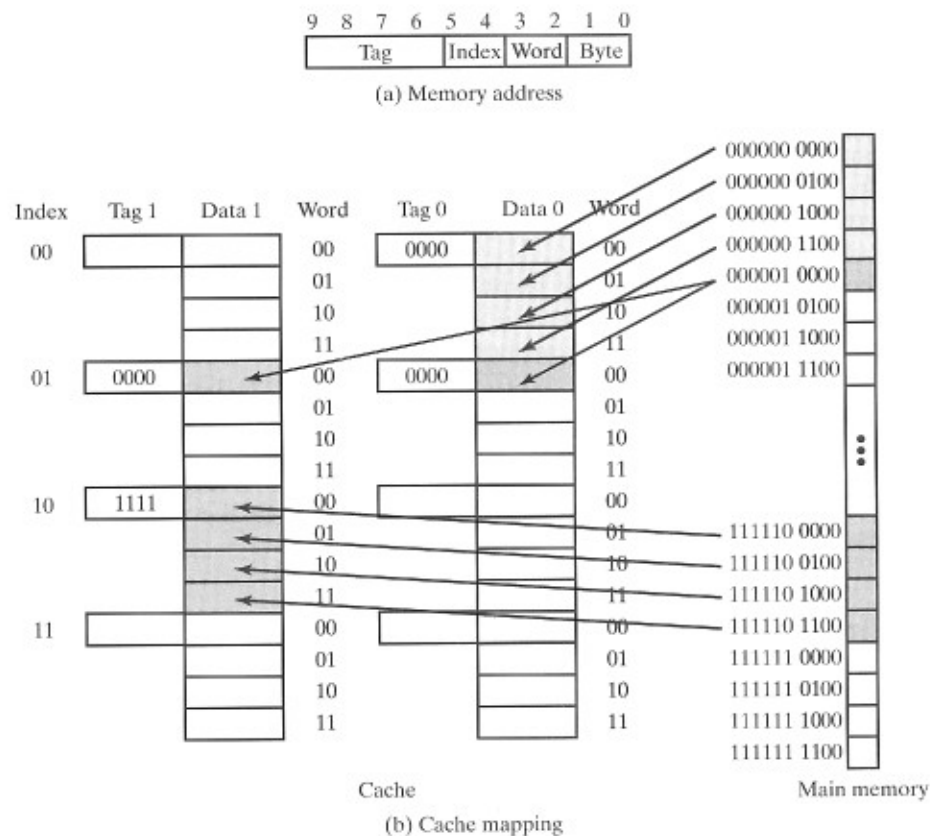 9 8 7 6 5 4 3 2 1 0
Tag Index Word Byte
(a) Memory address
000000 0000
000000 0100
Index Tag 1 Data 1 Word Tag 0 Data 0 Word
000000 1000
00 00 0000 00
000000 1100
01 01
000001 0000
10 10
000001 0100
11 11
000001 1000
01 0000 00 0000 00
000001 1100
01 01
10 10
11 11
10 1111 00 00
01 01
111110 0000
10 10
111110 0100
11 11
111110 1000
11 00 00
111110 1100
01 01
111111 0000
10 10
111111 0100
11 11
111111 1000
111111 1100
Cache Main memory
(b) Cache mapping